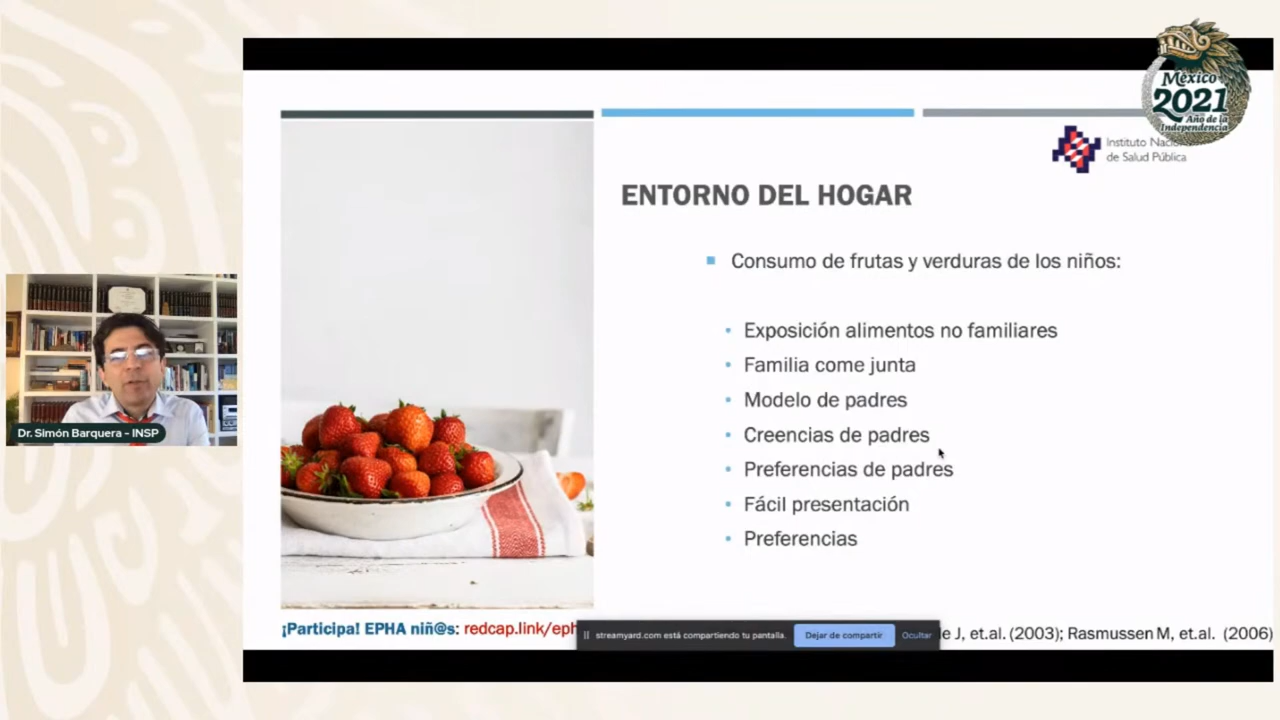 México
2021
Año de la
Independencia
Instituto
de Salud Pública
ENTORNO DEL HOGAR
Consumo de frutas y verduras de los niños:
Exposición alimentos no familiares
Familia come junta
Modelo de padres
Creencias de padres
Preferencias de padres
Fácil presentación
Preferencias
Dr. Simón Barquera - INSP
¡Participa! EPHA niñ@s: redcap.link/eph
streamyard.com está compartiendo tu pantalla. Dejar de compartir Ocultar
J, et.al. (2003); Rasmussen M, et.al. (2006)